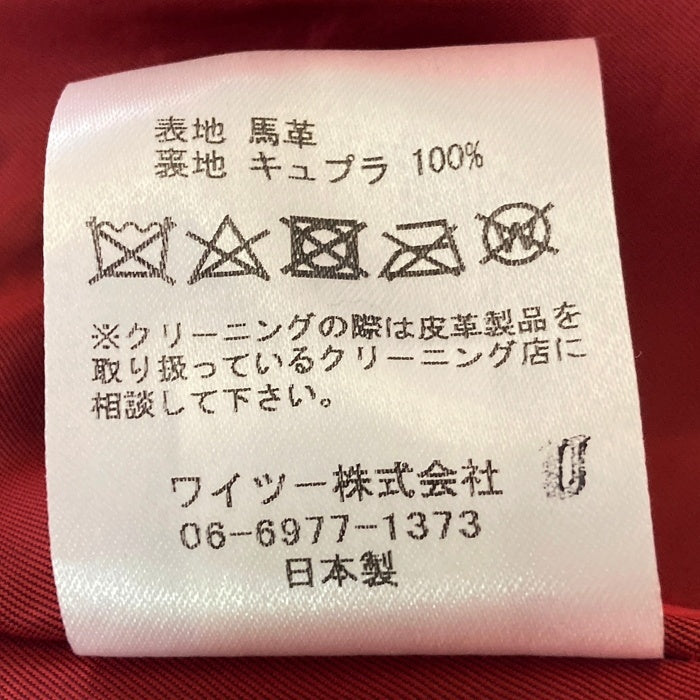 表地 馬革
裏地 キュプラ 100%
※クリーニングの際は皮革製品を
取り扱っているクリーニング店に
相談して下さい。
ワイツー株式会社
06-6977-1373
日本製